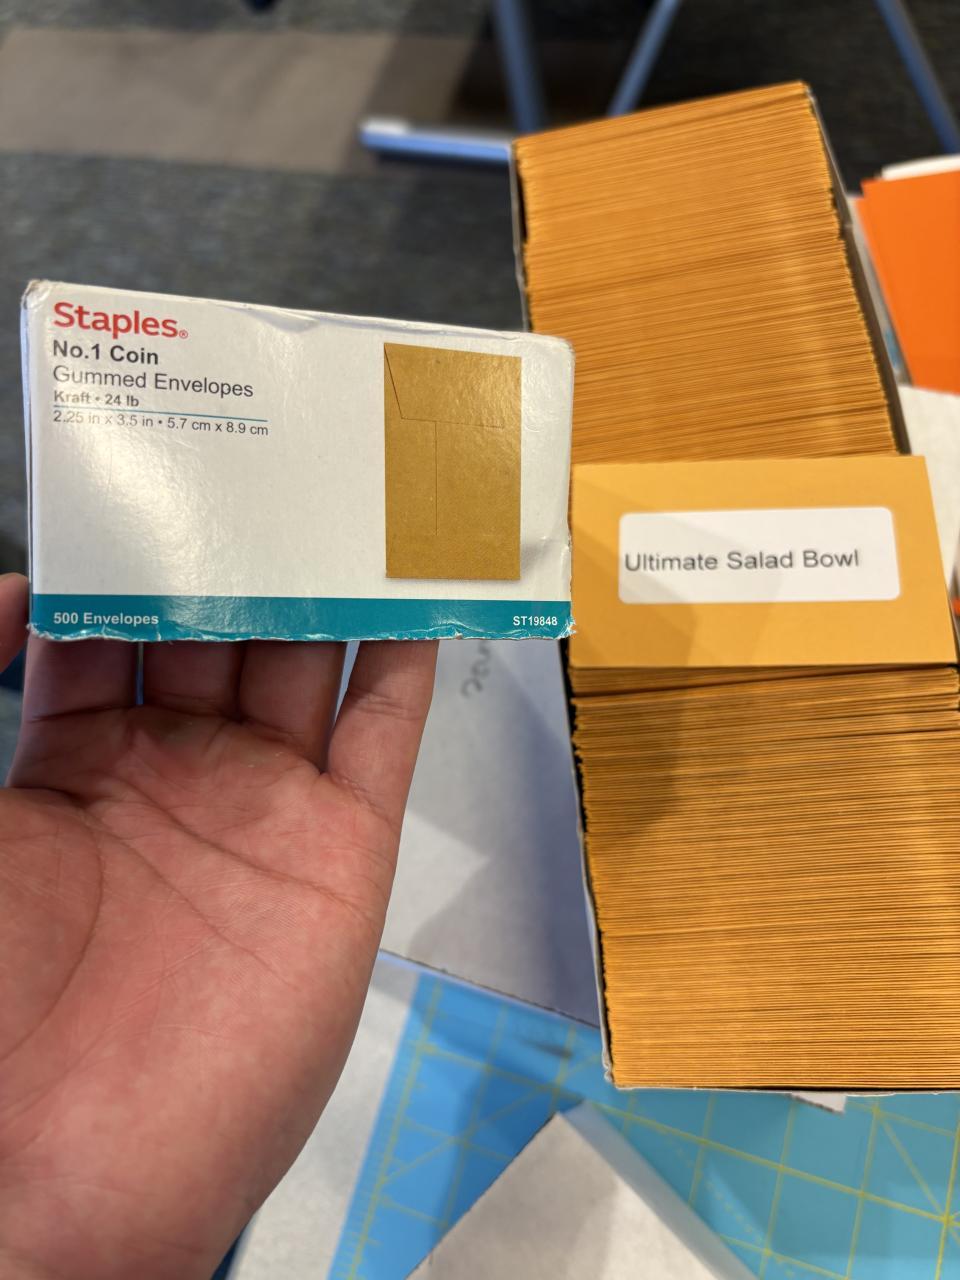 Staples®
No.1 Coin
Gummed Envelopes
Kraft • 24 lb
2.25 in x 3.5 in • 5.7 cm x 8.9 cm
500 Envelopes
ST19848
Ultimate Salad Bowl